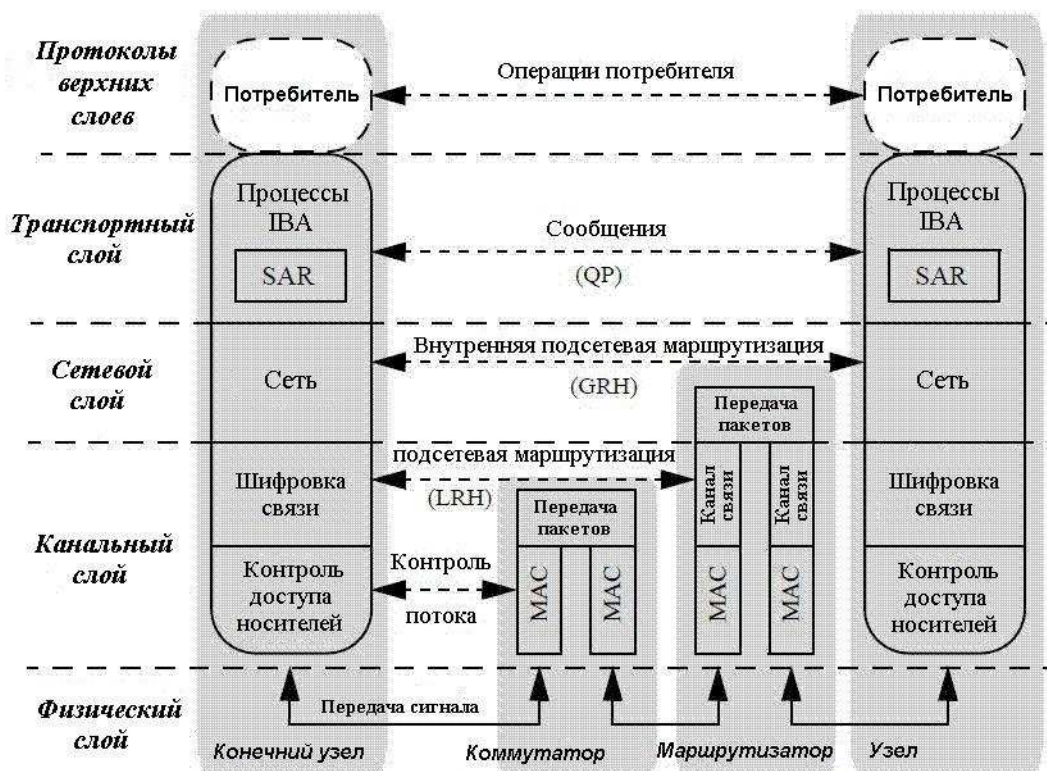 Протоколы
верхних
слоев
Потребитель
Операции потребителя
Потребитель
Транспортный
слой
Процессы
IBA
SAR
Сообщения
(QP)
Процессы
IBA
SAR
Сетевой
слой
Сеть
Внутренняя подсетевая маршрутизация
(GRH)
Передача
пакетов
Сеть
Канальный
слой
Шифровка
связи
подсетевая маршрутизация
(LRH)
Передача
пакетов
Канал
связи
Канал
связи
Шифровка
связи
Контроль
доступа
носителей
Контроль
потока
MAC
MAC
MAC
MAC
Контроль
доступа
носителей
Физический
слой
Передача сигнала
Конечний узел
Коммутатор
Маршрутизатор
Узел